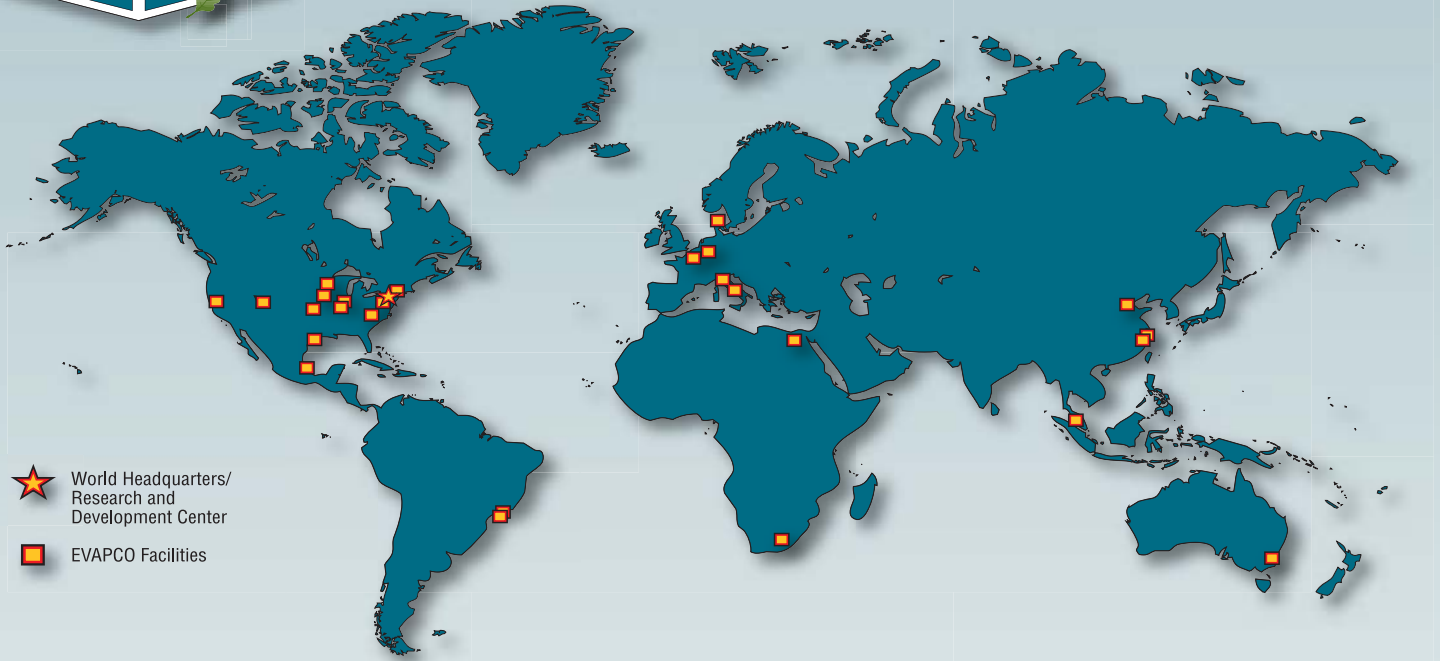 World Headquarters/
Research and
Development Center
EVAPCO Facilities